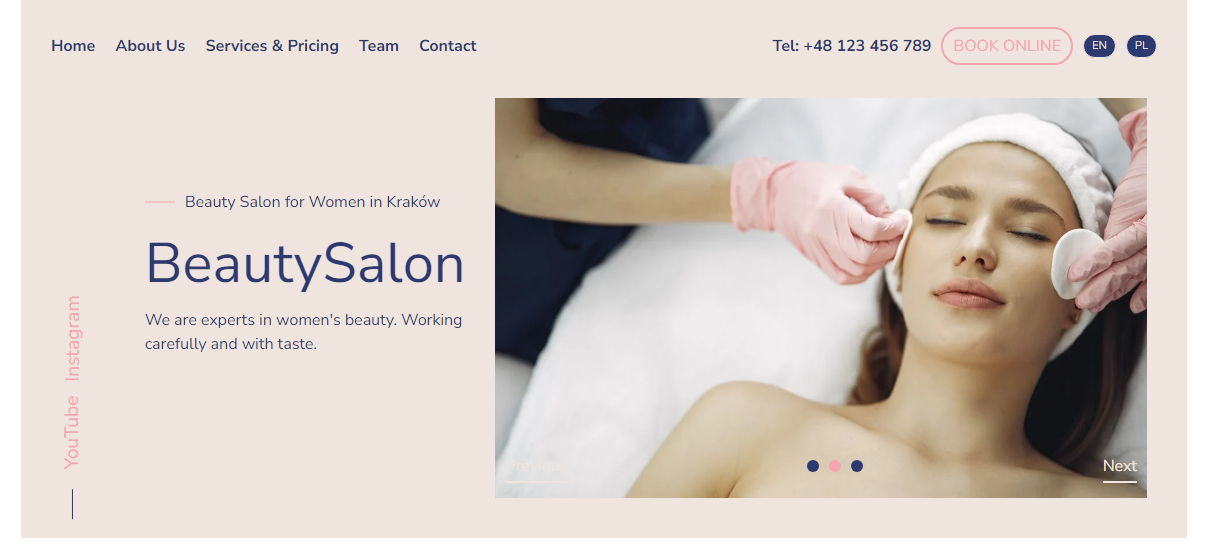 Home About Us Services & Pricing Team Contact Tel: +48 123 456 789 BOOK ONLINE EN PL
Beauty Salon for Women in Kraków
BeautySalon
We are experts in women's beauty. Working
carefully and with taste.
YouTube Instagram
Previous Next